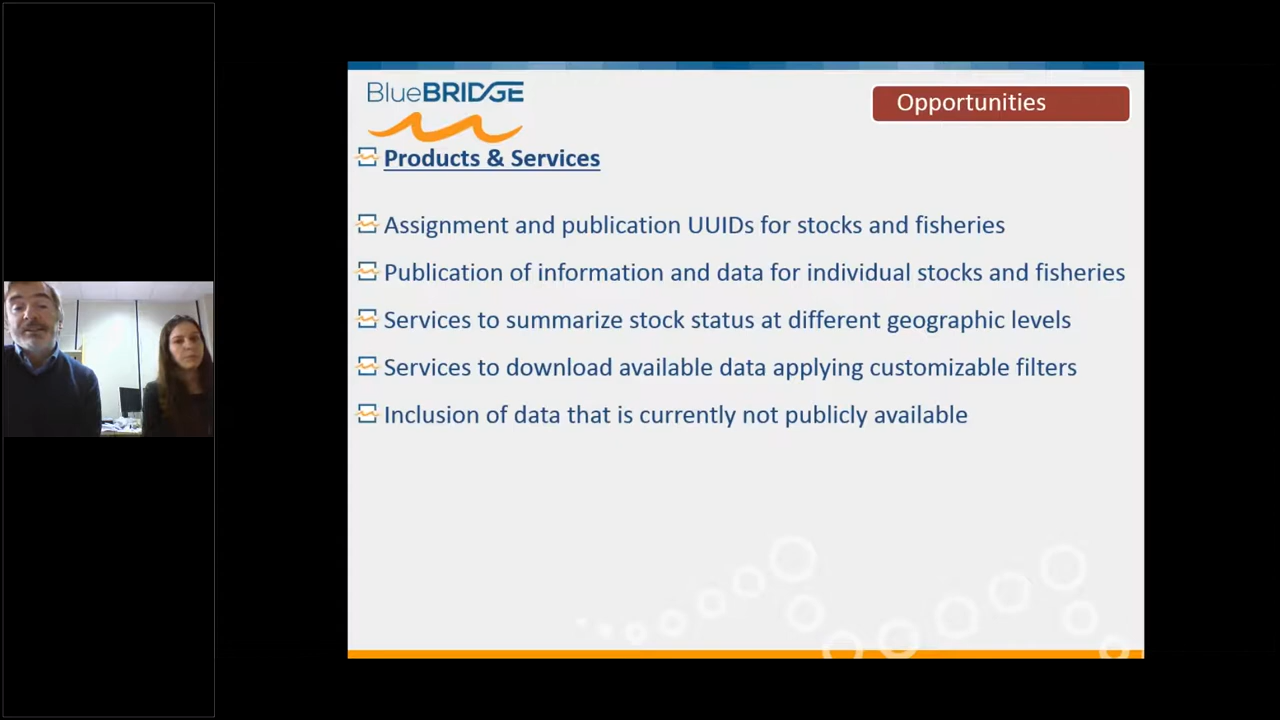 BlueBRIDGE
Opportunities
Products & Services
Assignment and publication UUIDs for stocks and fisheries
Publication of information and data for individual stocks and fisheries
Services to summarize stock status at different geographic levels
Services to download available data applying customizable filters
Inclusion of data that is currently not publicly available